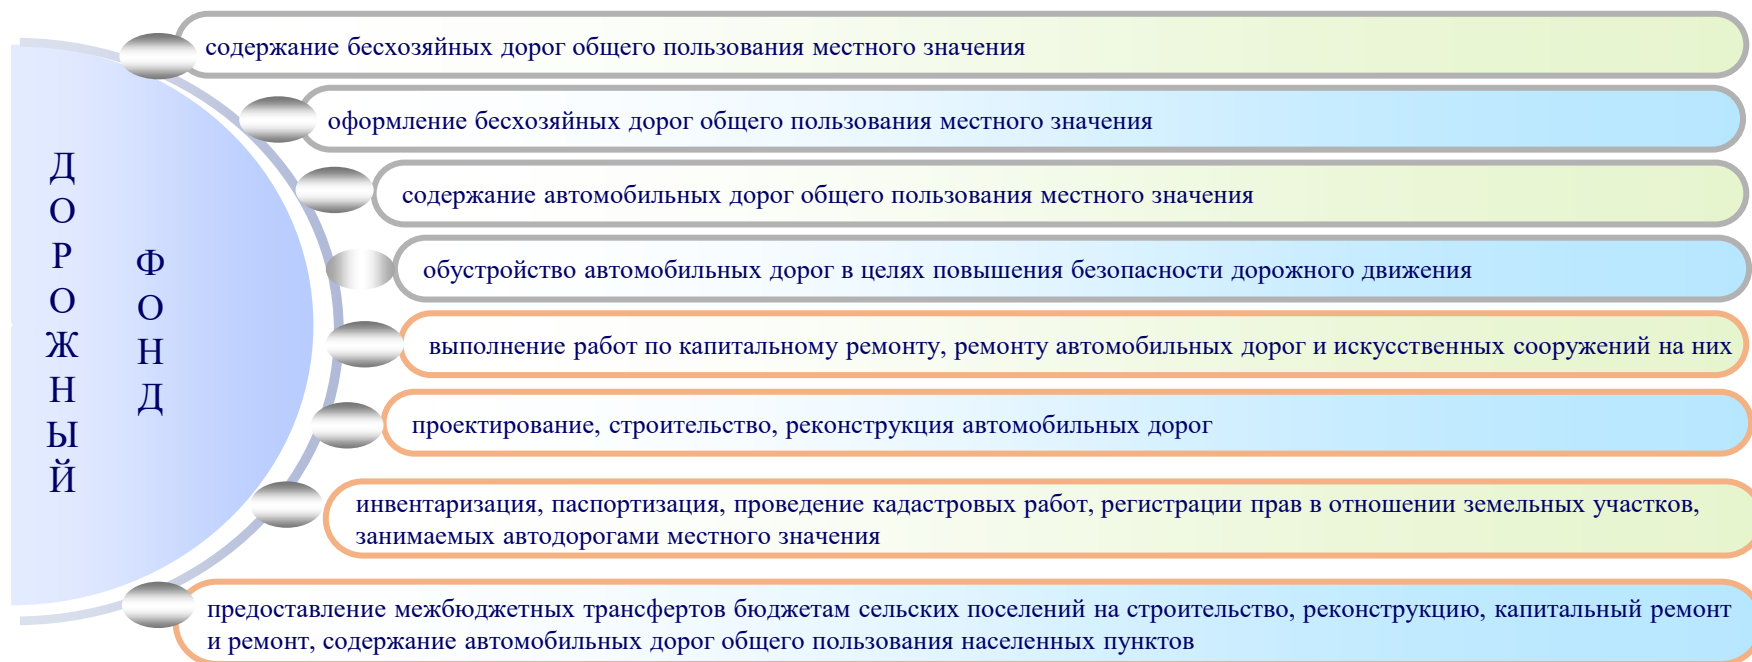 ДОРОЖНЫЙ
ФОНД
содержание бесхозяйных дорог общего пользования местного значения
оформление бесхозяйных дорог общего пользования местного значения
содержание автомобильных дорог общего пользования местного значения
обустройство автомобильных дорог в целях повышения безопасности дорожного движения
выполнение работ по капитальному ремонту, ремонту автомобильных дорог и искусственных сооружений на них
проектирование, строительство, реконструкция автомобильных дорог
инвентаризация, паспортизация, проведение кадастровых работ, регистрации прав в отношении земельных участков,
занимаемых автодорогами местного значения
предоставление межбюджетных трансфертов бюджетам сельских поселений на строительство, реконструкцию, капитальный ремонт
и ремонт, содержание автомобильных дорог общего пользования населенных пунктов